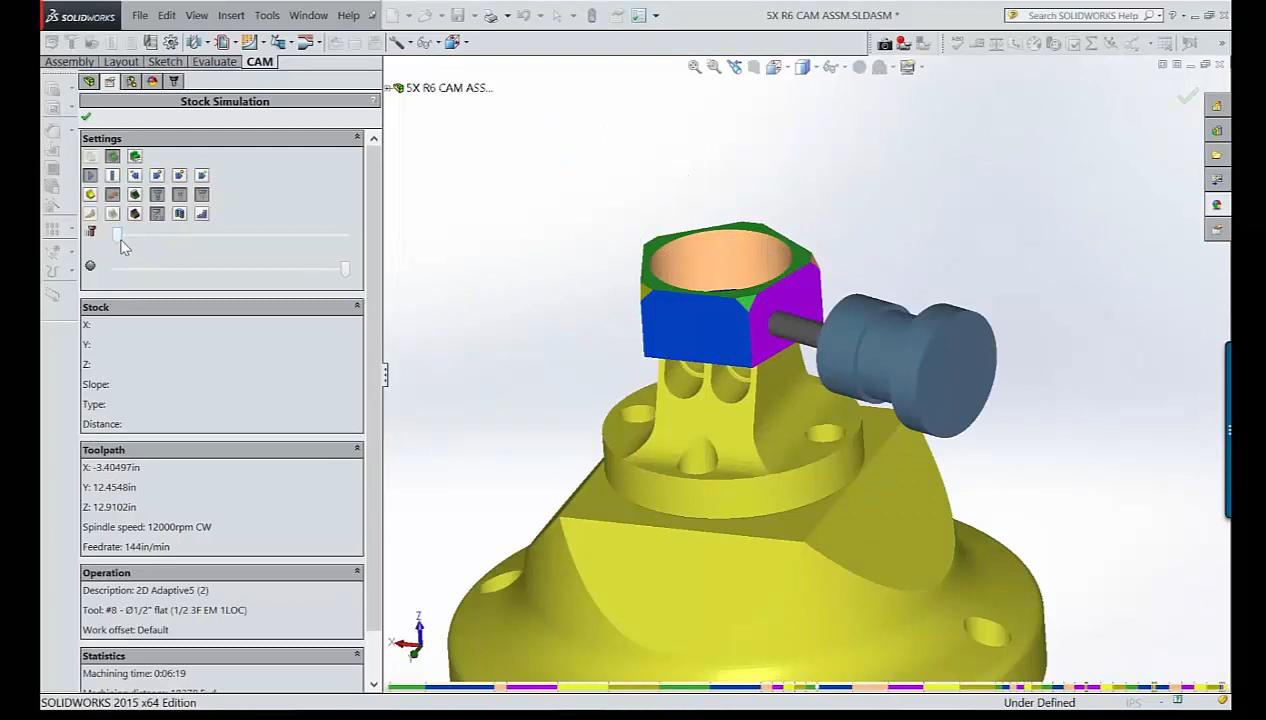 SOLIDWORKS File Edit View Insert Tools Window Help 5X R6 CAM ASSM.SLDASM * Search SOLIDWORKS Help
Assembly Layout Sketch Evaluate CAM
5X R6 CAM ASS...
Stock Simulation ?
Settings
Stock
X:
Y:
Z:
Slope:
Type:
Distance:
Toolpath
X: -3.40497in
Y: 12.4548in
Z: 12.9102in
Spindle speed: 12000rpm CW
Feedrate: 144in/min
Operation
Description: 2D Adaptive5 (2)
Tool: #8 - Ø1/2" flat (1/2 3F EM 1LOC)
Work offset: Default
Statistics
Machining time: 0:06:19
Z
X
Y
SOLIDWORKS 2015 x64 Edition Under Defined IPS